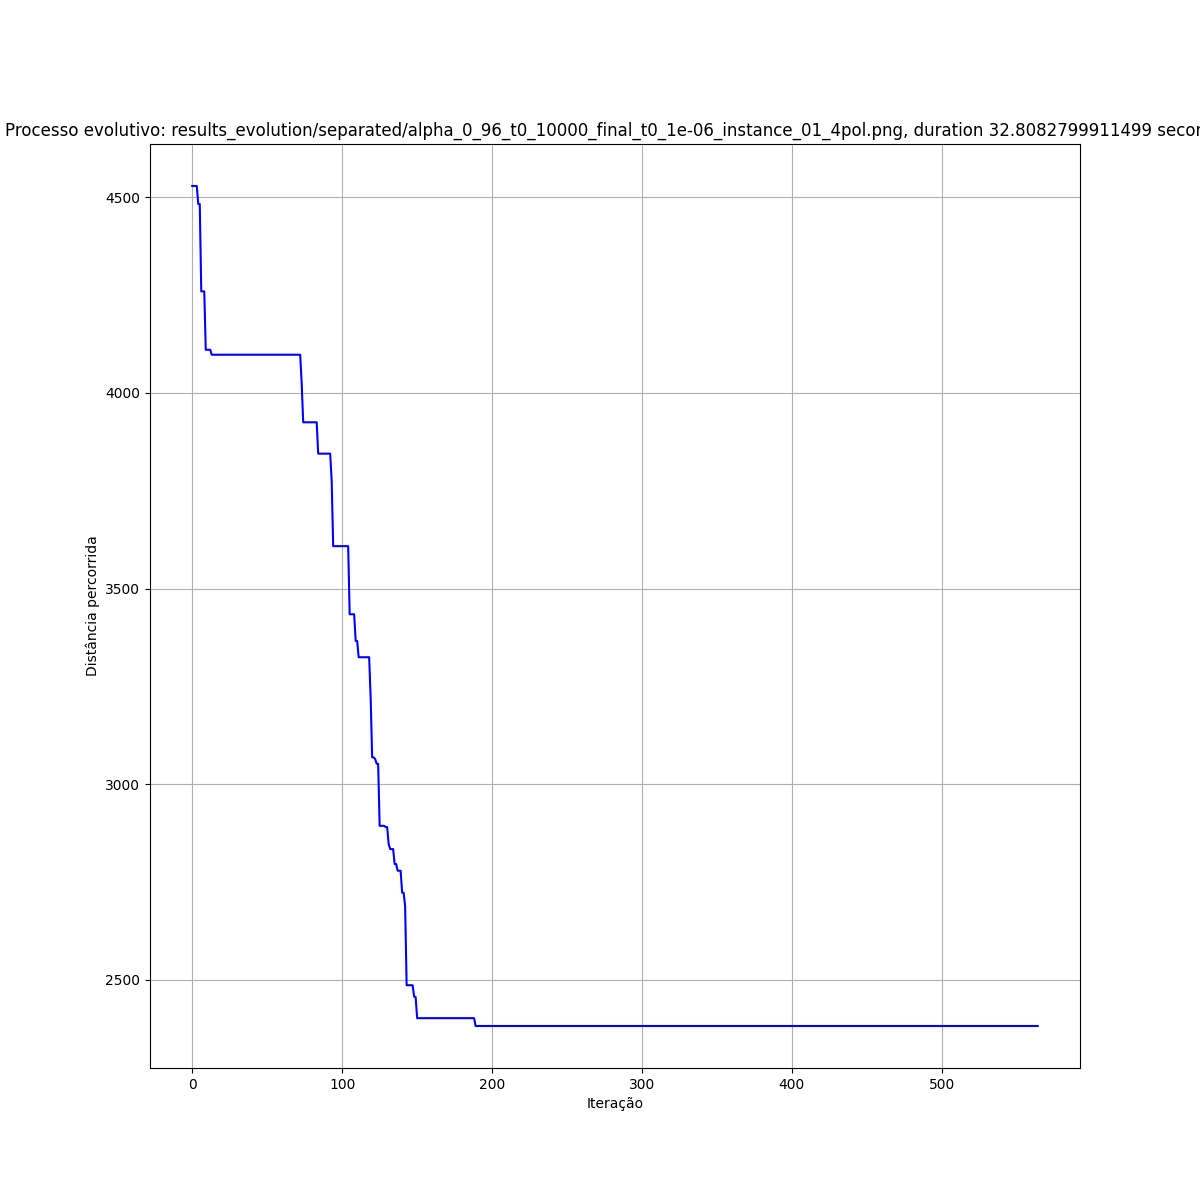 Processo evolutivo: results_evolution/separated/alpha_0_96_t0_10000_final_t0_1e-06_instance_01_4pol.png, duration 32.8082799911499
4500
4000
3500
3000
2500
Distância percorrida
0 100 200 300 400 500
Iteração